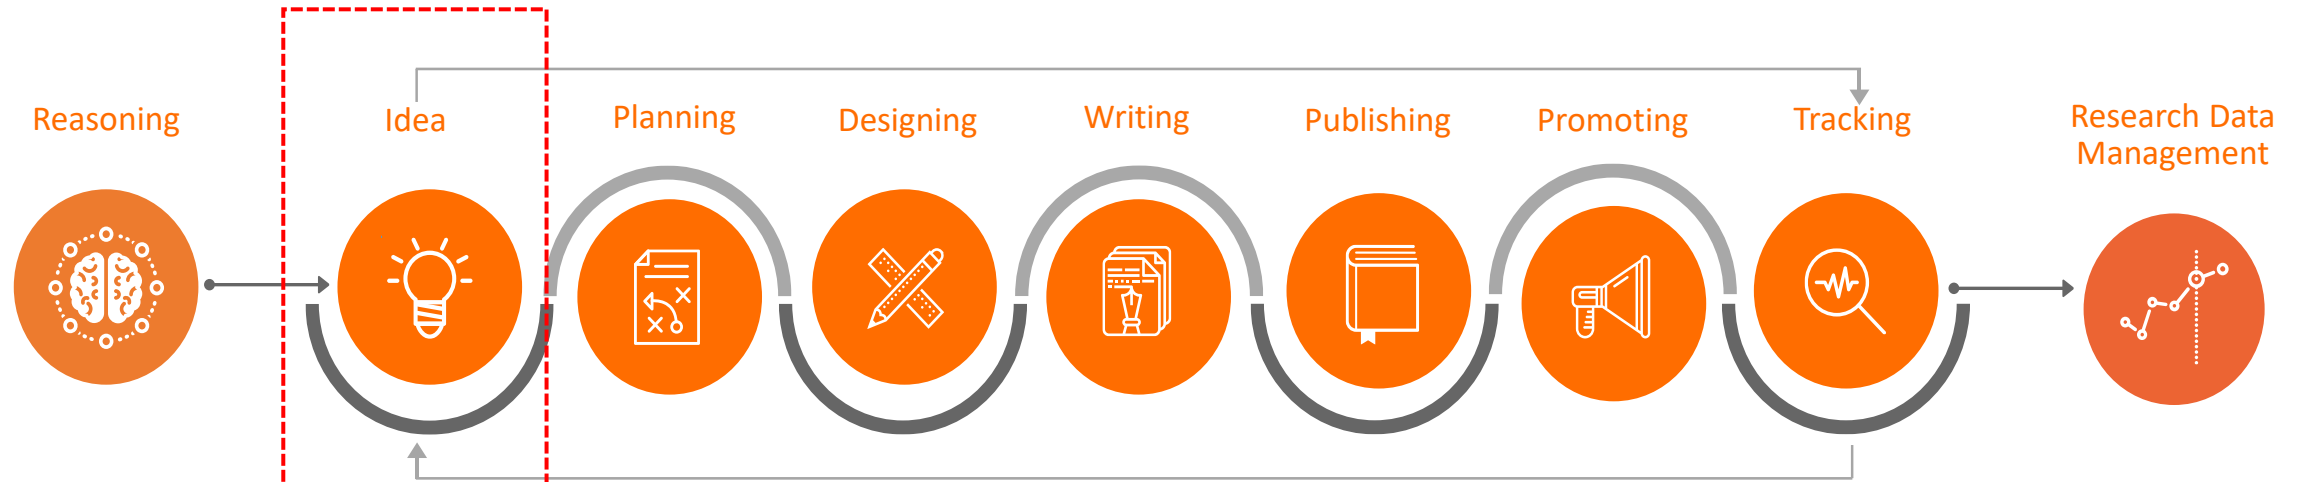 Reasoning
Idea
Planning
Designing
Writing
Publishing
Promoting
Tracking
Research Data
Management